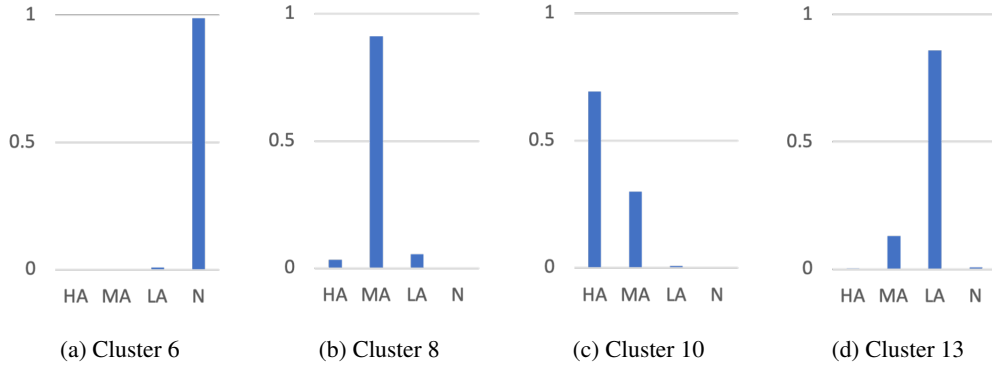 1
0.5
0
HA MA LA N
(a) Cluster 6
1
0.5
0
HA MA LA N
(b) Cluster 8
1
0.5
0
HA MA LA N
(c) Cluster 10
1
0.5
0
HA MA LA N
(d) Cluster 13